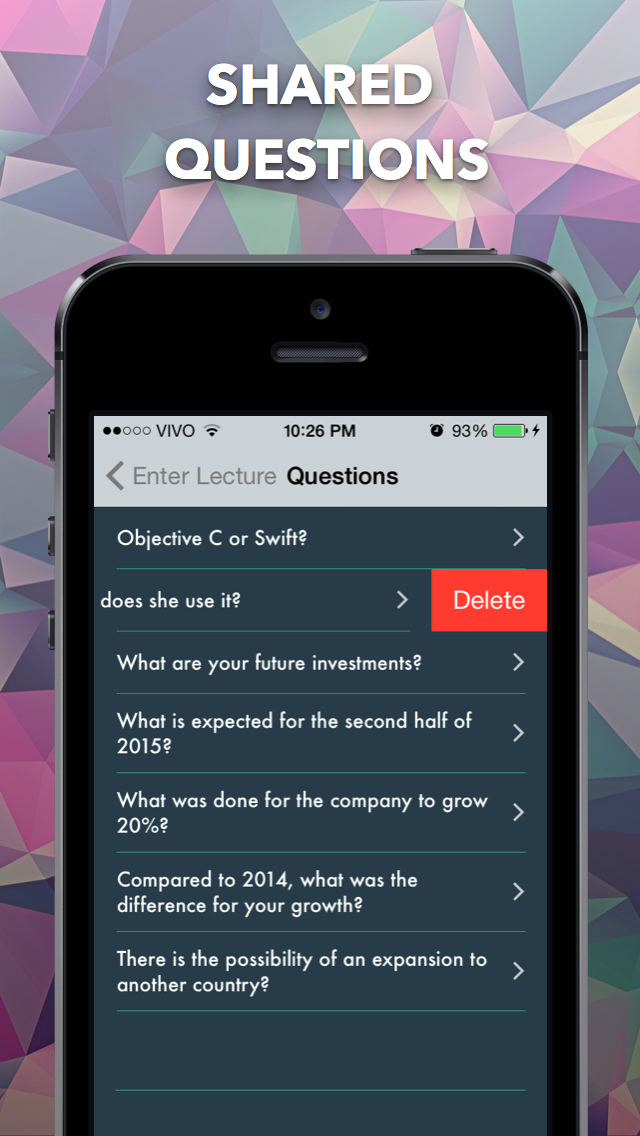 SHARED
QUESTIONS
VIVO 10:26 PM 93%
Enter Lecture Questions
Objective C or Swift?
does she use it? Delete
What are your future investments?
What is expected for the second half of
2015?
What was done for the company to grow
20%?
Compared to 2014, what was the
difference for your growth?
There is the possibility of an expansion to
another country?